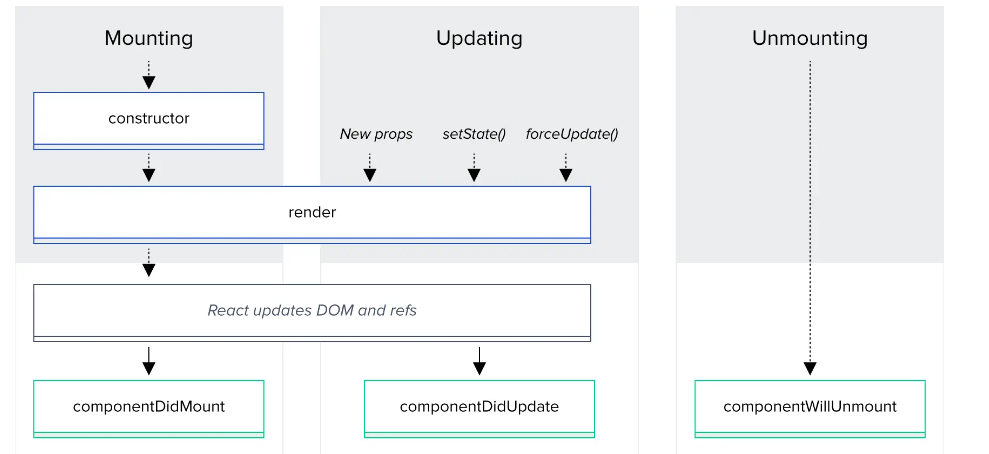 Mounting
Updating
Unmounting
constructor
New props
setState()
forceUpdate()
render
React updates DOM and refs
componentDidMount
componentDidUpdate
componentWillUnmount